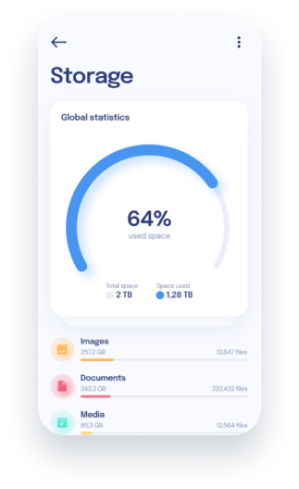 Storage
Global statistics
64%
used space
Total space Space used
2 TB 1,28 TB
Images
257,2 GB 12,847 files
Documents
343,3 GB 232,432 files
Media
85,3 GB 12,564 files